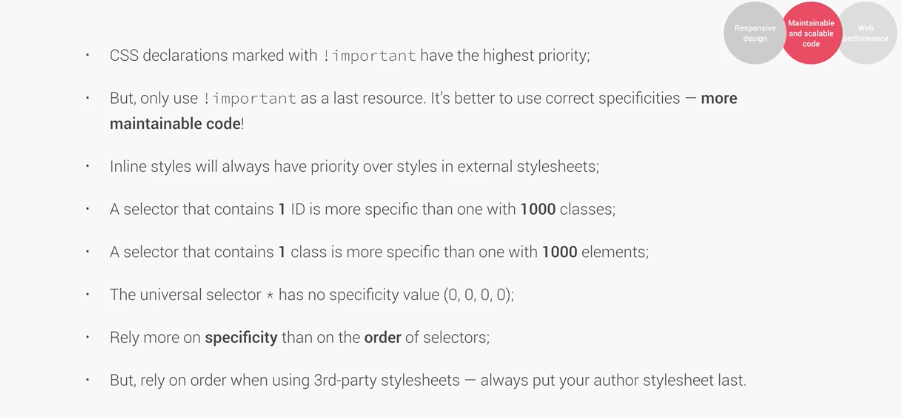 Responsive
design
Maintainable
and scalable
code
Web
performance
· CSS declarations marked with !important have the highest priority;
· But, only use !important as a last resource. It's better to use correct specificities — more
maintainable code!
· Inline styles will always have priority over styles in external stylesheets;
· A selector that contains 1 ID is more specific than one with 1000 classes;
· A selector that contains 1 class is more specific than one with 1000 elements;
· The universal selector * has no specificity value (0, 0, 0, 0);
· Rely more on specificity than on the order of selectors;
· But, rely on order when using 3rd-party stylesheets — always put your author stylesheet last.